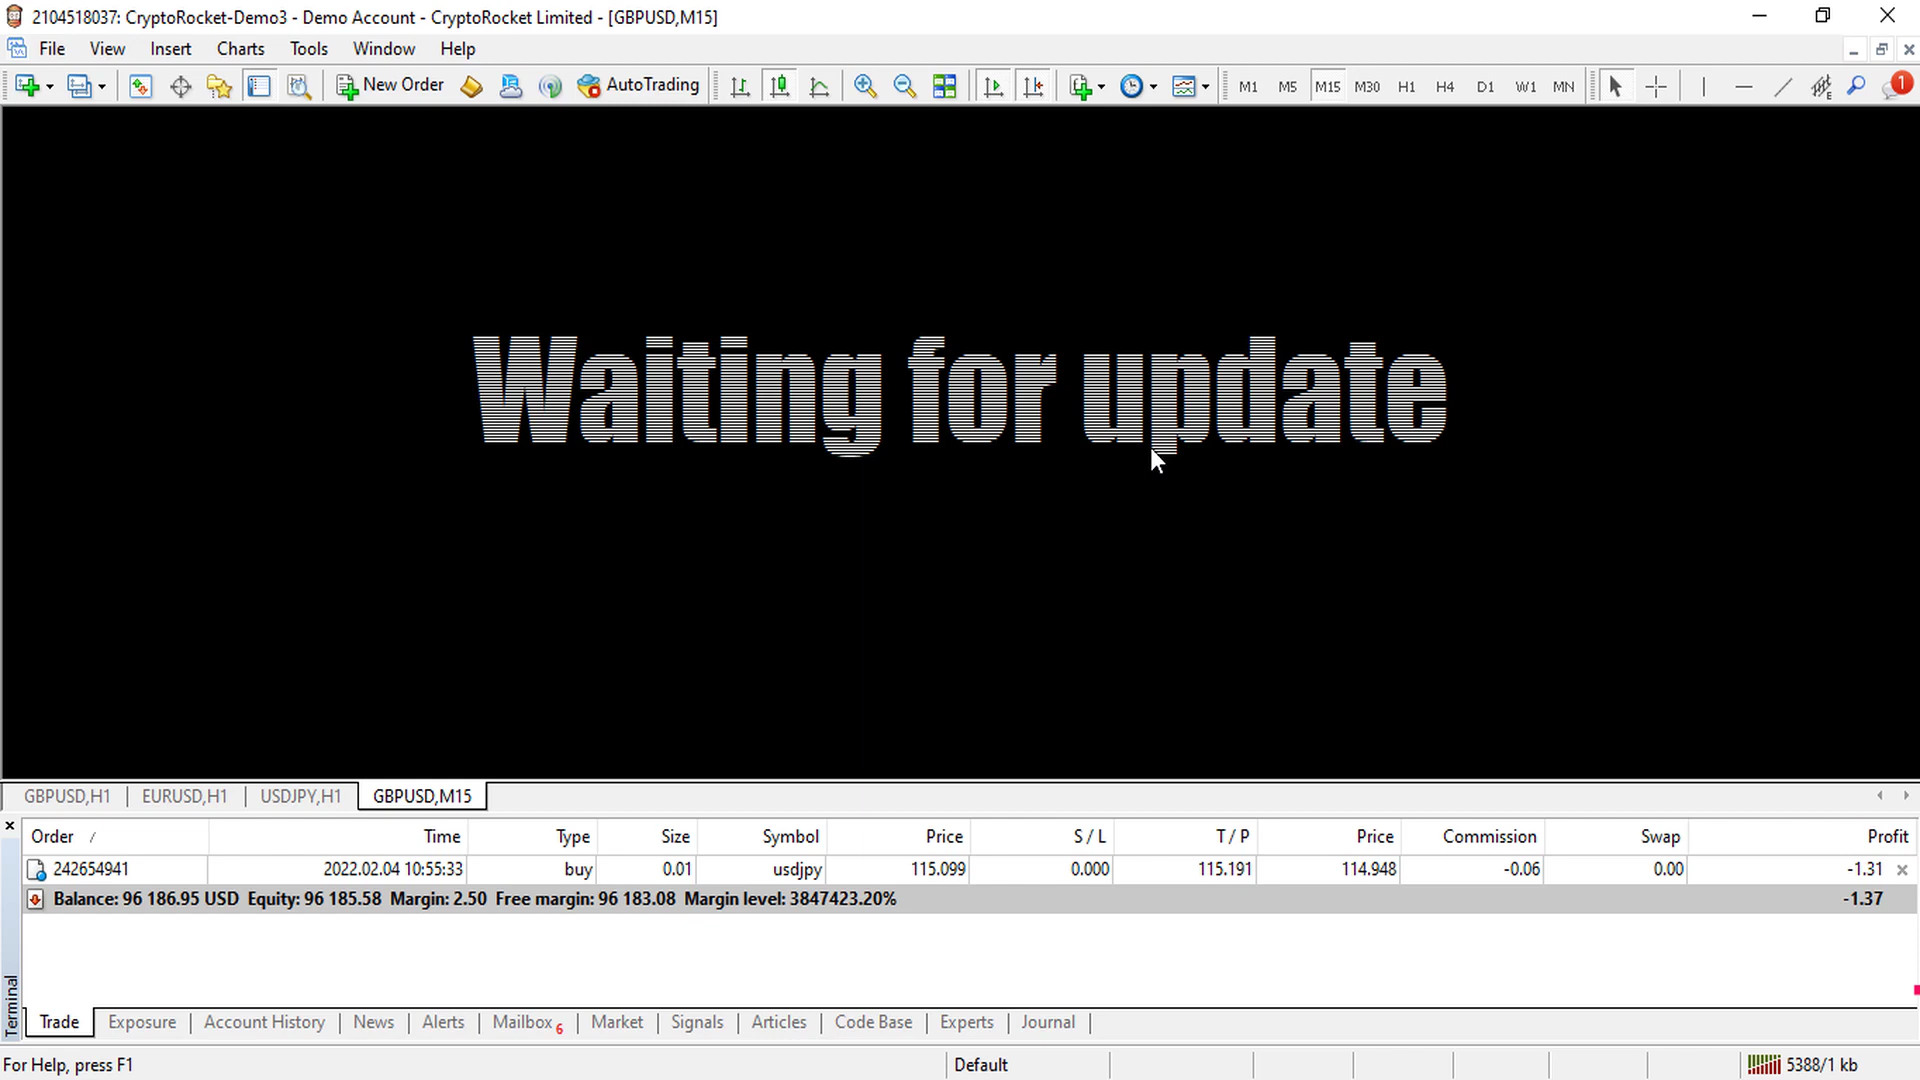 2104518037: CryptoRocket-Demo3 - Demo Account - CryptoRocket Limited - [GBPUSD,M15]
File View Insert Charts Tools Window Help
New Order AutoTrading M1 M5 M15 M30 H1 H4 D1 W1 MN 1
Waiting for update
GBPUSD,H1 EURUSD,H1 USDJPY,H1 GBPUSD,M15
Order / Time Type Size Symbol Price S / L T / P Price Commission Swap Profit
242654941 2022.02.04 10:55:33 buy 0.01 usdjpy 115.099 0.000 115.191 114.948 -0.06 0.00 -1.31
Balance: 96 186.95 USD Equity: 96 185.58 Margin: 2.50 Free margin: 96 183.08 Margin level: 3847423.20% -1.37
Terminal
Trade Exposure Account History News Alerts Mailbox 6 Market Signals Articles Code Base Experts Journal
For Help, press F1 Default 5388/1 kb